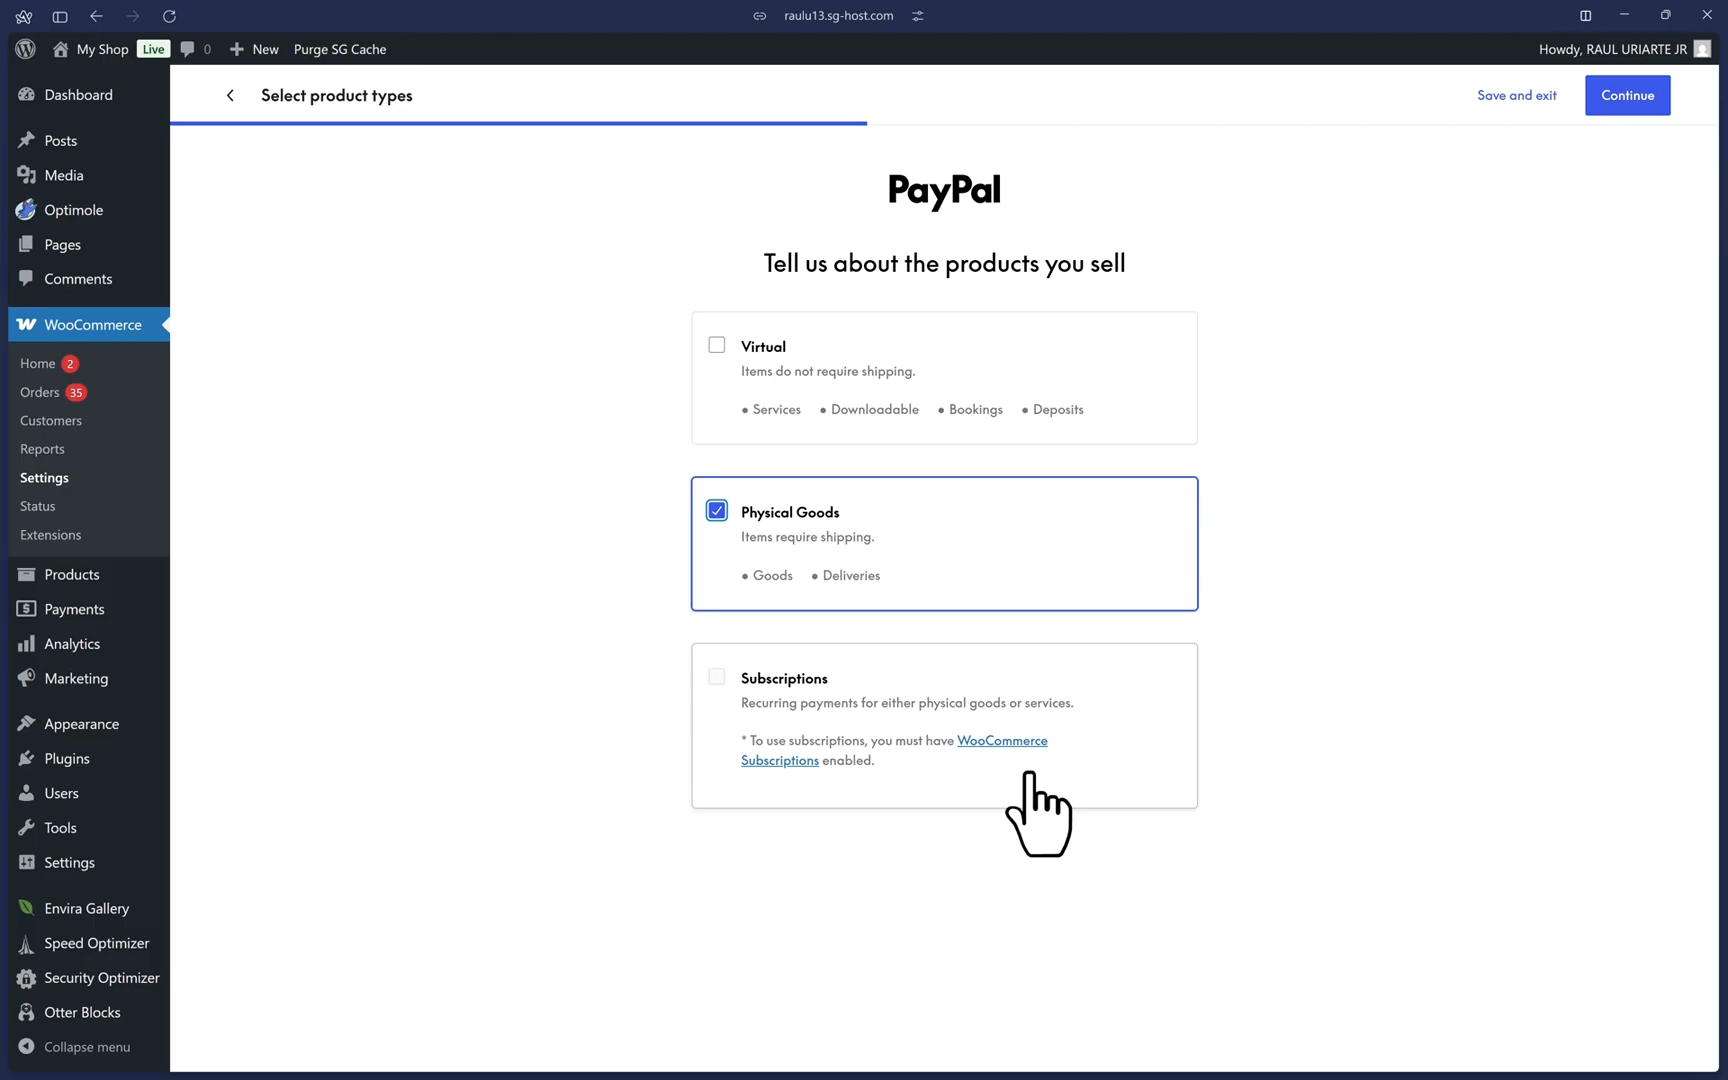 raulu13.sg-host.com
My Shop Live 0 New Purge SG Cache
Howdy, RAUL URIARTE JR
Dashboard
Posts
Media
Optimole
Pages
Comments
WooCommerce
Home 2
Orders 35
Customers
Reports
Settings
Status
Extensions
Products
Payments
Analytics
Marketing
Appearance
Plugins
Users
Tools
Settings
Envira Gallery
Speed Optimizer
Security Optimizer
Otter Blocks
Collapse menu
Select product types
Save and exit
Continue
PayPal
Tell us about the products you sell
Virtual
Items do not require shipping.
• Services • Downloadable • Bookings • Deposits
Physical Goods
Items require shipping.
• Goods • Deliveries
Subscriptions
Recurring payments for either physical goods or services.
* To use subscriptions, you must have WooCommerce
Subscriptions enabled.